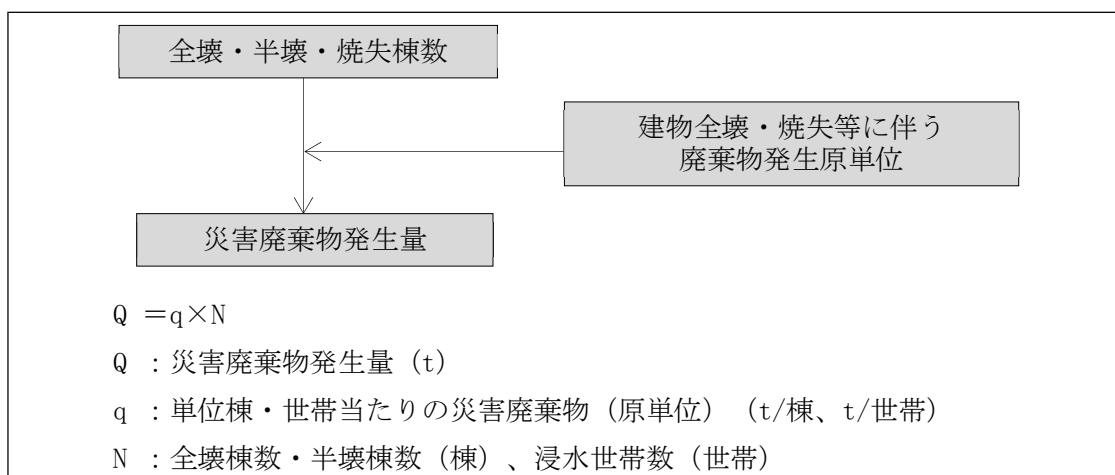 全壊・半壊・焼失棟数
建物全壊・焼失等に伴う
廃棄物発生原単位
災害廃棄物発生量
Q ＝q×N
Q ：災害廃棄物発生量（t）
q ：単位棟・世帯当たりの災害廃棄物（原単位）（t/棟、t/世帯）
N ：全壊棟数・半壊棟数（棟）、浸水世帯数（世帯）